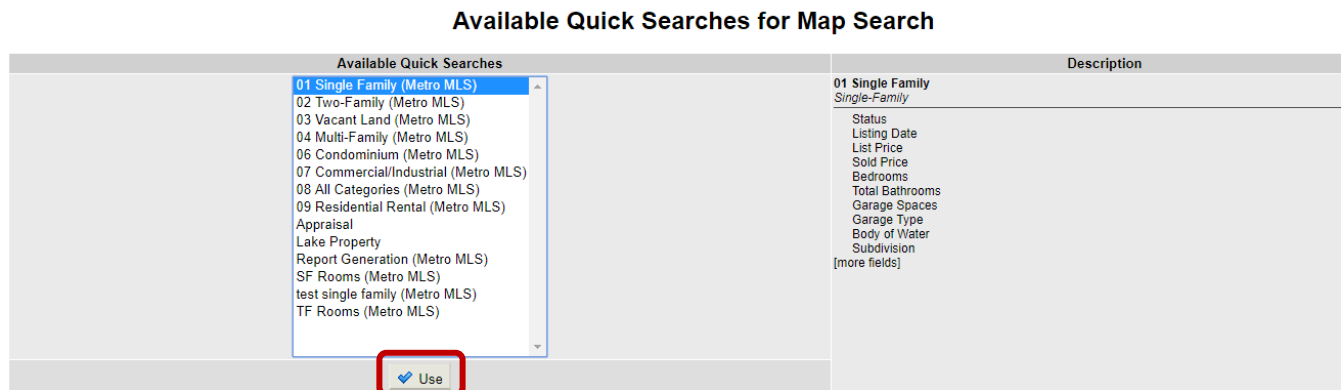 Available Quick Searches for Map Search
Available Quick Searches
01 Single Family (Metro MLS)
02 Two-Family (Metro MLS)
03 Vacant Land (Metro MLS)
04 Multi-Family (Metro MLS)
06 Condominium (Metro MLS)
07 Commercial/Industrial (Metro MLS)
08 All Categories (Metro MLS)
09 Residential Rental (Metro MLS)
Appraisal
Lake Property
Report Generation (Metro MLS)
SF Rooms (Metro MLS)
test single family (Metro MLS)
TF Rooms (Metro MLS)
Use
Description
01 Single Family
Single-Family
Status
Listing Date
List Price
Sold Price
Bedrooms
Total Bathrooms
Garage Spaces
Garage Type
Body of Water
Subdivision
[more fields]